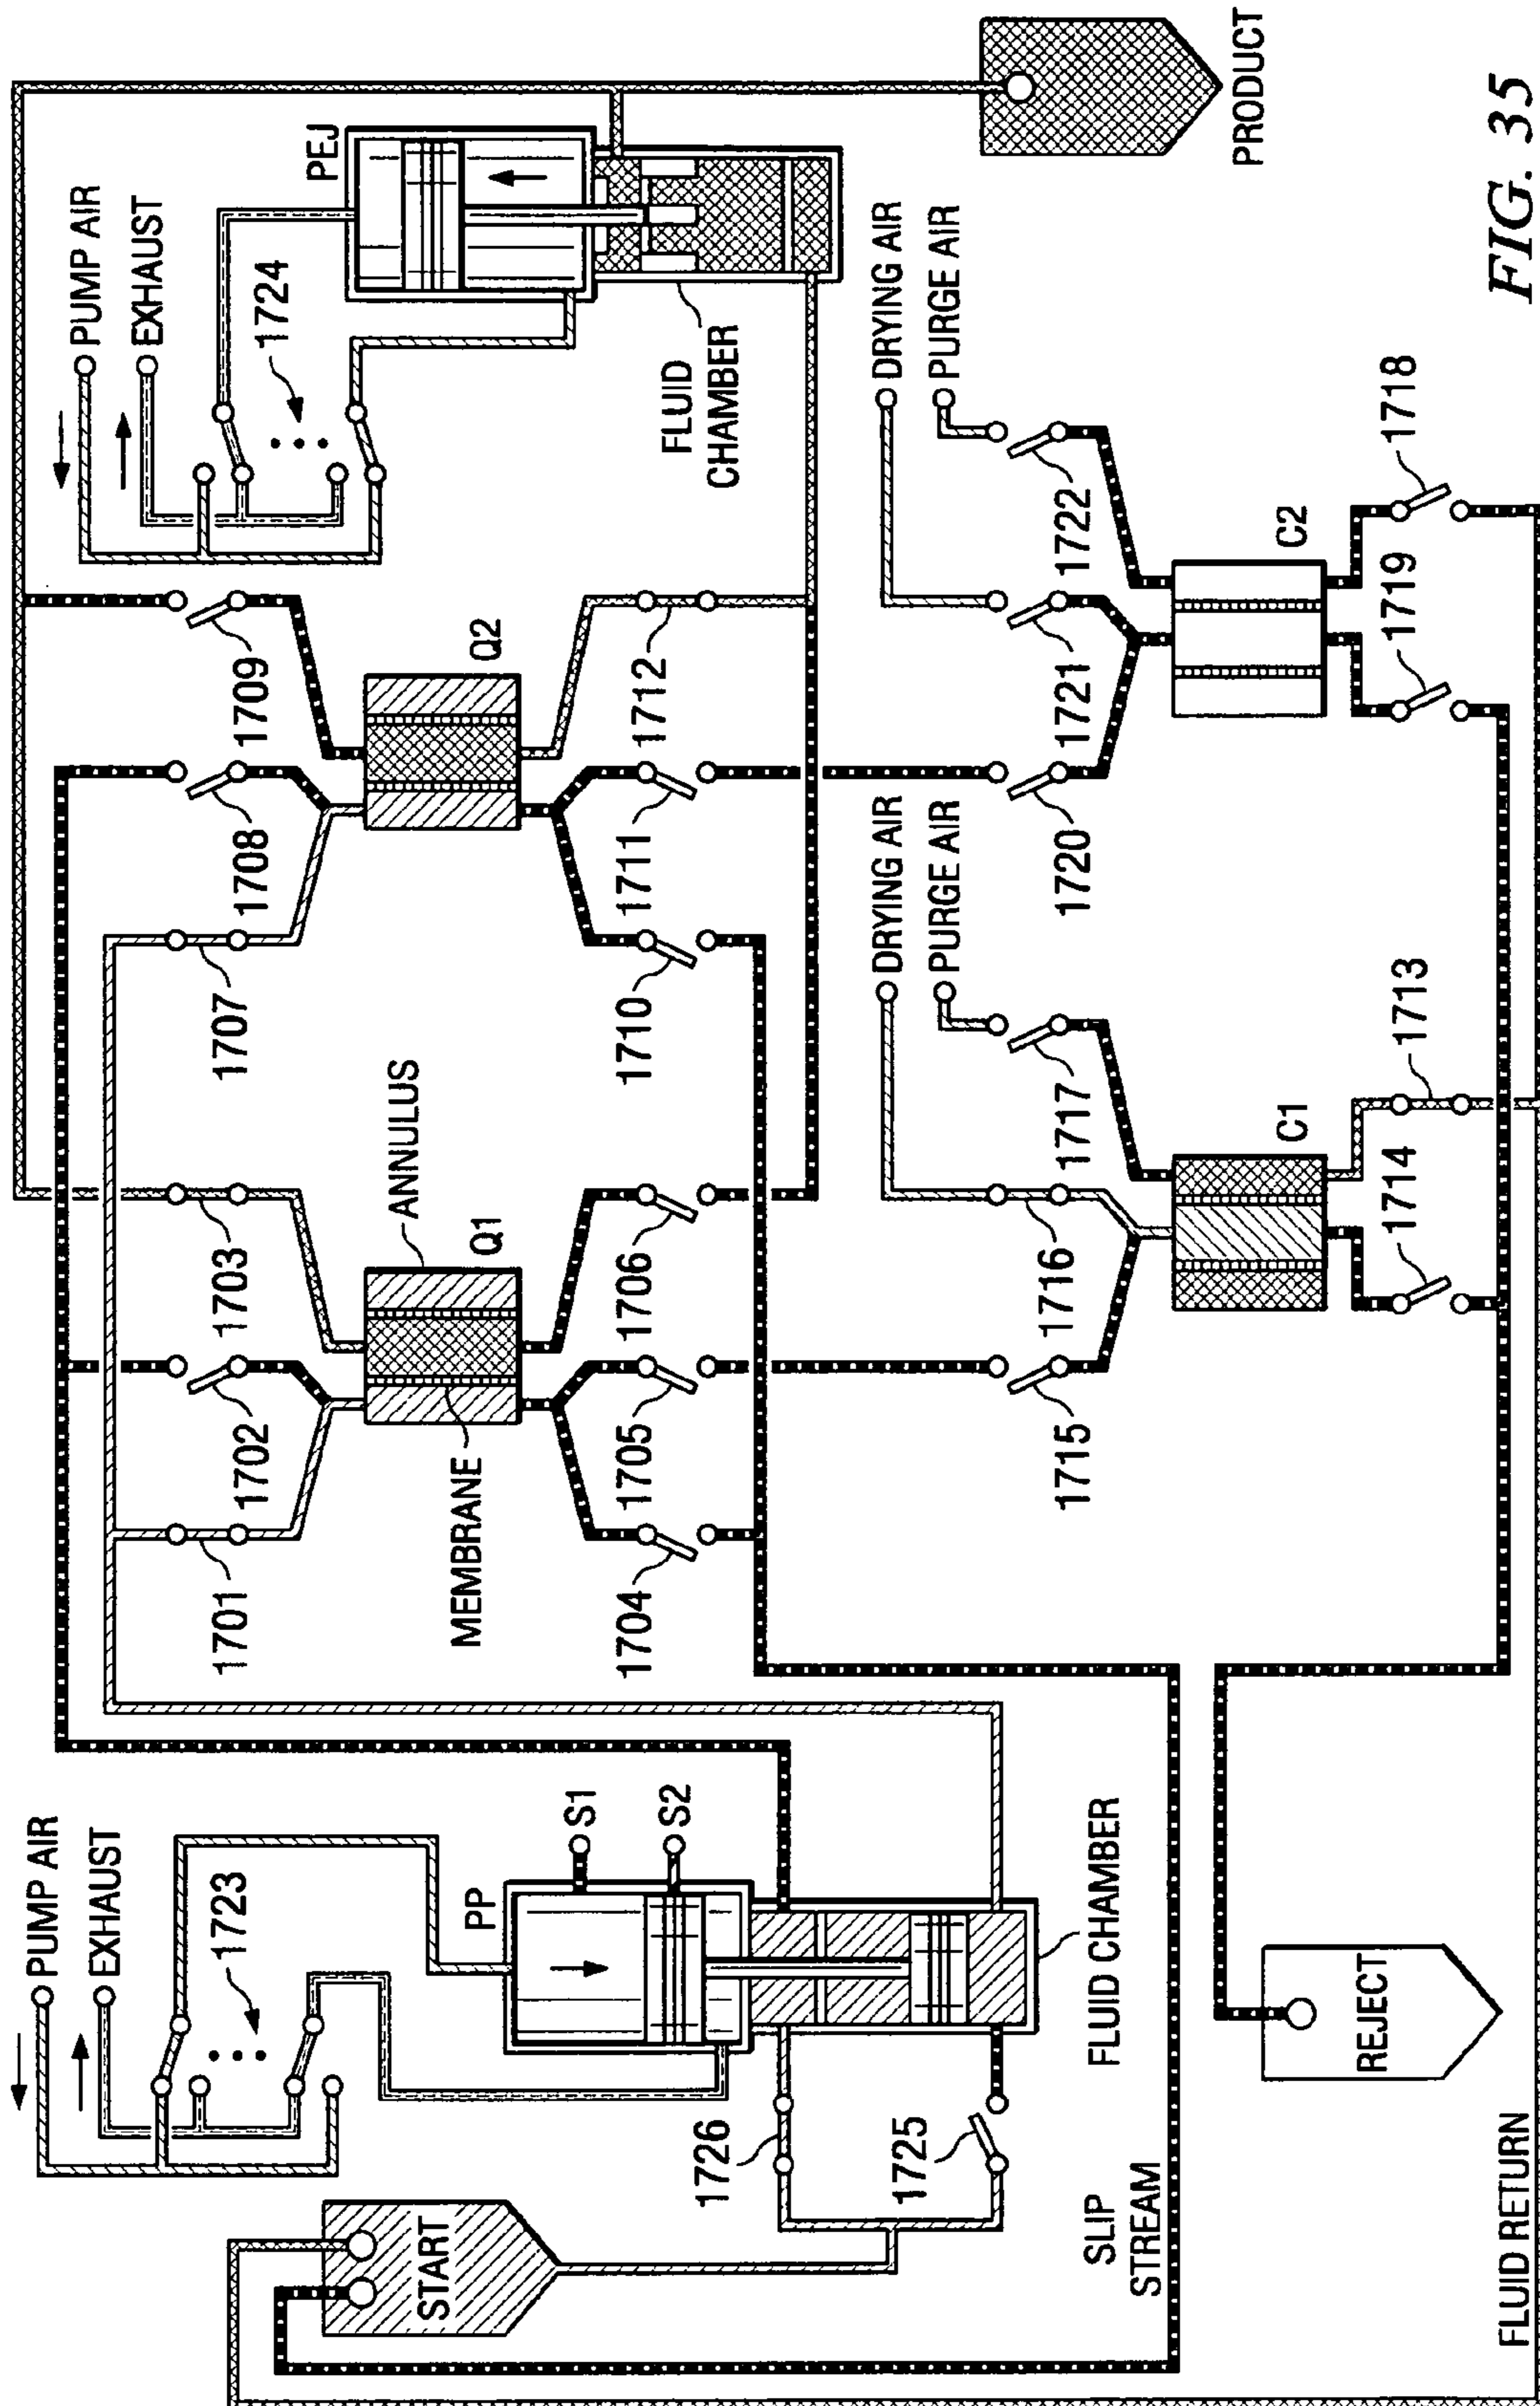 PUMP AIR
EXHAUST
1723
START
PP
S1
S2
1726
1725
SLIP
STREAM
FLUID CHAMBER
REJECT
FLUID RETURN
1701
1702
1703
MEMBRANE
ANNULUS
Q1
1704
1705
1706
1707
1708
1709
Q2
1710
1711
1712
PUMP AIR
EXHAUST
1724
PEJ
FLUID
CHAMBER
DRYING AIR
PURGE AIR
1715
1716
1717
C1
1714
1713
DRYING AIR
PURGE AIR
1720
1721
1722
C2
1719
1718
PRODUCT
FIG. 35